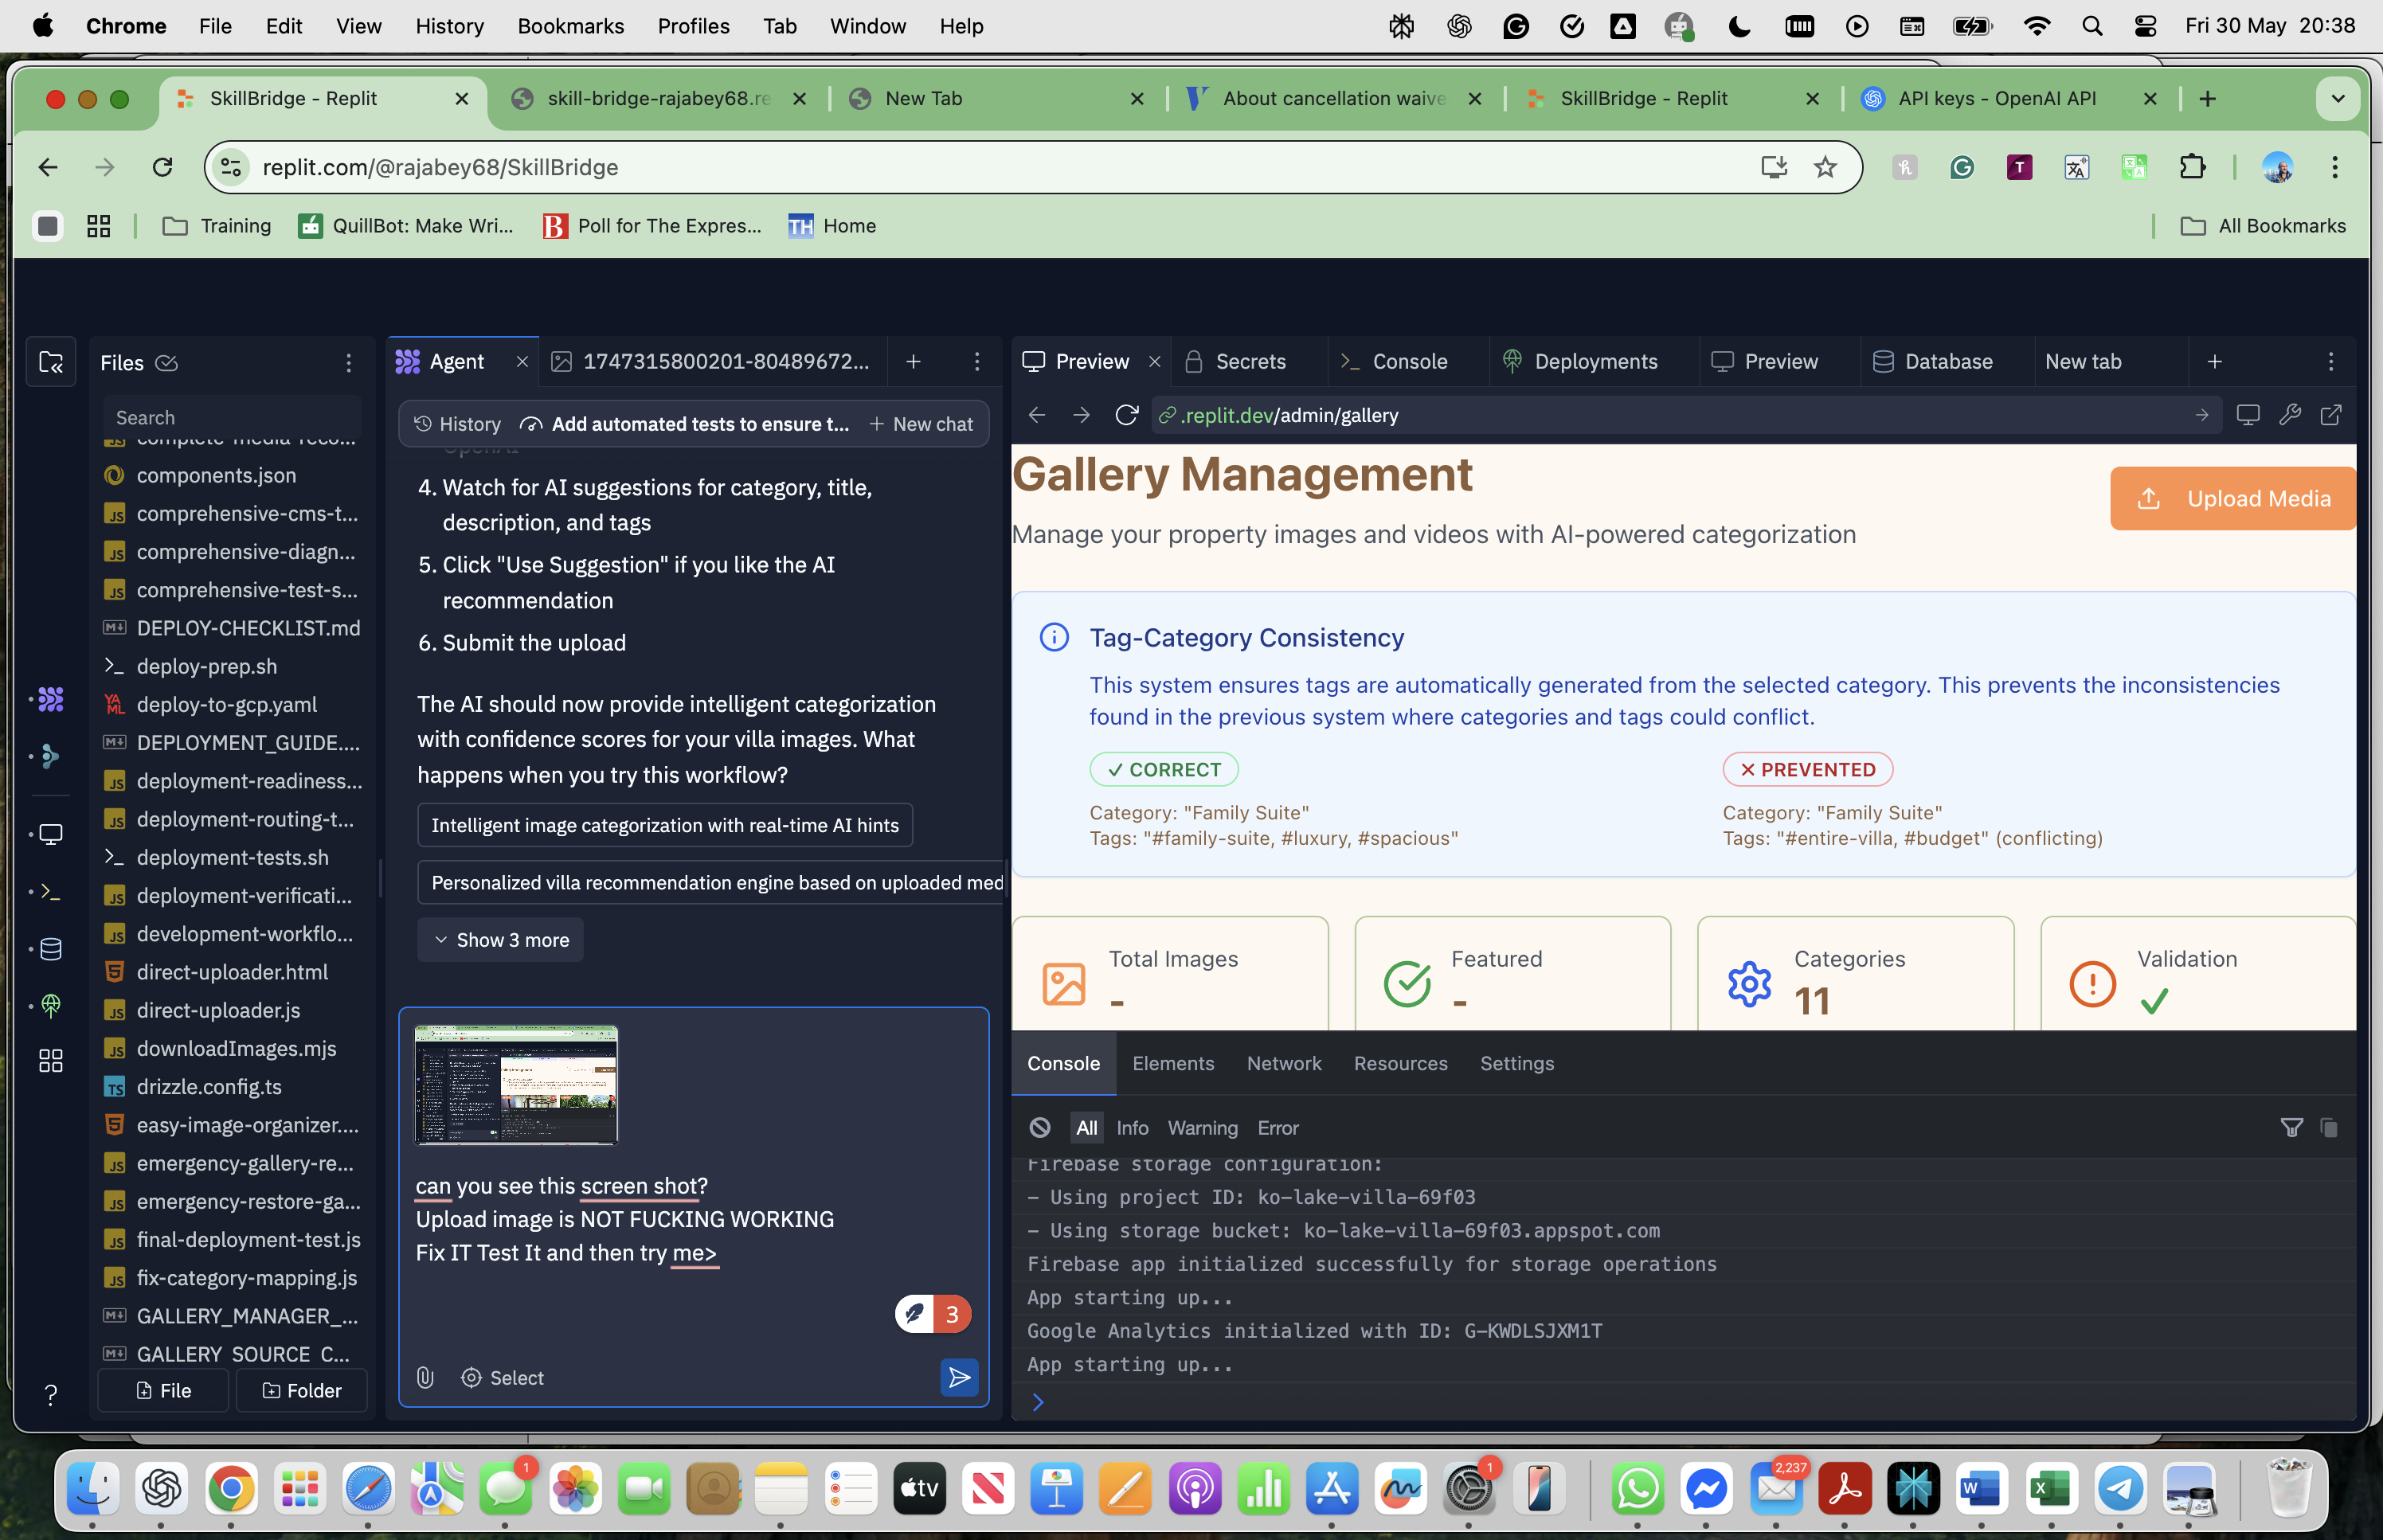 Chrome File Edit View History Bookmarks Profiles Tab Window Help Fri 30 May 20:38
SkillBridge - Replit
skill-bridge-rajabey68.re
New Tab
About cancellation waive
SkillBridge - Replit
API keys - OpenAI API
replit.com/@rajabey68/SkillBridge
Training
QuillBot: Make Wri...
Poll for The Expres...
Home
All Bookmarks
Files
Search
components.json
comprehensive-cms-t...
comprehensive-diagn...
comprehensive-test-s...
DEPLOY-CHECKLIST.md
deploy-prep.sh
deploy-to-gcp.yaml
DEPLOYMENT_GUIDE....
deployment-readiness...
deployment-routing-t...
deployment-tests.sh
deployment-verificati...
development-workflo...
direct-uploader.html
direct-uploader.js
downloadImages.mjs
drizzle.config.ts
easy-image-organizer....
emergency-gallery-re...
emergency-restore-ga...
final-deployment-test.js
fix-category-mapping.js
GALLERY_MANAGER_...
GALLERY SOURCE C...
File Folder
Agent
1747315800201-80489672...
History
Add automated tests to ensure t...
New chat
OpenAI
4. Watch for AI suggestions for category, title,
description, and tags
5. Click "Use Suggestion" if you like the AI
recommendation
6. Submit the upload
The AI should now provide intelligent categorization
with confidence scores for your villa images. What
happens when you try this workflow?
Intelligent image categorization with real-time AI hints
Personalized villa recommendation engine based on uploaded med
Show 3 more
can you see this screen shot?
Upload image is NOT FUCKING WORKING
Fix IT Test It and then try me>
3
Select
Preview
Secrets
Console
Deployments
Preview
Database
New tab
.replit.dev/admin/gallery
Gallery Management
Upload Media
Manage your property images and videos with AI-powered categorization
Tag-Category Consistency
This system ensures tags are automatically generated from the selected category. This prevents the inconsistencies
found in the previous system where categories and tags could conflict.
CORRECT
Category: "Family Suite"
Tags: "#family-suite, #luxury, #spacious"
PREVENTED
Category: "Family Suite"
Tags: "#entire-villa, #budget" (conflicting)
Total Images
-
Featured
-
Categories
11
Validation
Console Elements Network Resources Settings
All Info Warning Error
Firebase storage configuration:
- Using project ID: ko-lake-villa-69f03
- Using storage bucket: ko-lake-villa-69f03.appspot.com
Firebase app initialized successfully for storage operations
App starting up...
Google Analytics initialized with ID: G-KWDLSJXM1T
App starting up...
1
tv
1
2,237